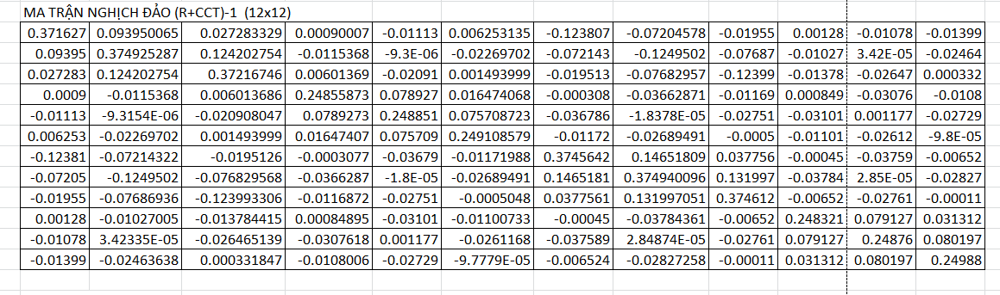 MA TRẬN NGHỊCH ĐẢO (R+CCT)-1 (12x12)
0.371627 0.093950065 0.027283329 0.00090007 -0.01113 0.006253135 -0.123807 -0.07204578 -0.01955 0.00128 -0.01078 -0.01399
0.09395 0.374925287 0.124202754 -0.0115368 -9.3E-06 -0.02269702 -0.072143 -0.1249502 -0.07687 -0.01027 3.42E-05 -0.02464
0.027283 0.124202754 0.37216746 0.00601369 -0.02091 0.001493999 -0.019513 -0.07682957 -0.12399 -0.01378 -0.02647 0.000332
0.0009 -0.0115368 0.006013686 0.24855873 0.078927 0.016474068 -0.000308 -0.03662871 -0.01169 0.000849 -0.03076 -0.0108
-0.01113 -9.3154E-06 -0.020908047 0.0789273 0.248851 0.075708723 -0.036786 -1.8378E-05 -0.02751 -0.03101 0.001177 -0.02729
0.006253 -0.02269702 0.001493999 0.01647407 0.075709 0.249108579 -0.01172 -0.02689491 -0.0005 -0.01101 -0.02612 -9.8E-05
-0.12381 -0.07214322 -0.0195126 -0.0003077 -0.03679 -0.01171988 0.3745642 0.14651809 0.037756 -0.00045 -0.03759 -0.00652
-0.07205 -0.1249502 -0.076829568 -0.0366287 -1.8E-05 -0.02689491 0.1465181 0.374940096 0.131997 -0.03784 2.85E-05 -0.02827
-0.01955 -0.07686936 -0.123993306 -0.0116872 -0.02751 -0.0005048 0.0377561 0.131997051 0.374612 -0.00652 -0.02761 -0.00011
0.00128 -0.01027005 -0.013784415 0.00084895 -0.03101 -0.01100733 -0.00045 -0.03784361 -0.00652 0.248321 0.079127 0.031312
-0.01078 3.42335E-05 -0.026465139 -0.0307618 0.001177 -0.0261168 -0.037589 2.84874E-05 -0.02761 0.079127 0.24876 0.080197
-0.01399 -0.02463638 0.000331847 -0.0108006 -0.02729 -9.7779E-05 -0.006524 -0.02827258 -0.00011 0.031312 0.080197 0.24988